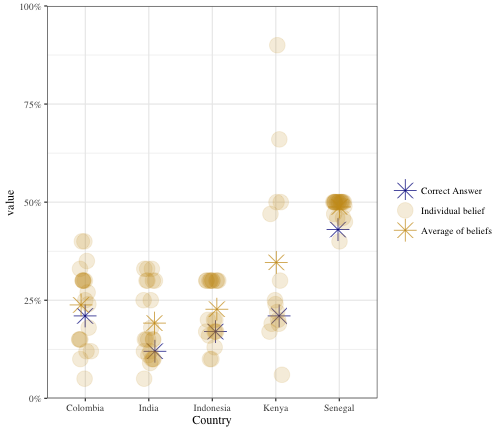 100%
75%
50%
25%
0%
value
Colombia
India
Indonesia
Kenya
Senegal
Country
Correct Answer
Individual belief
Average of beliefs